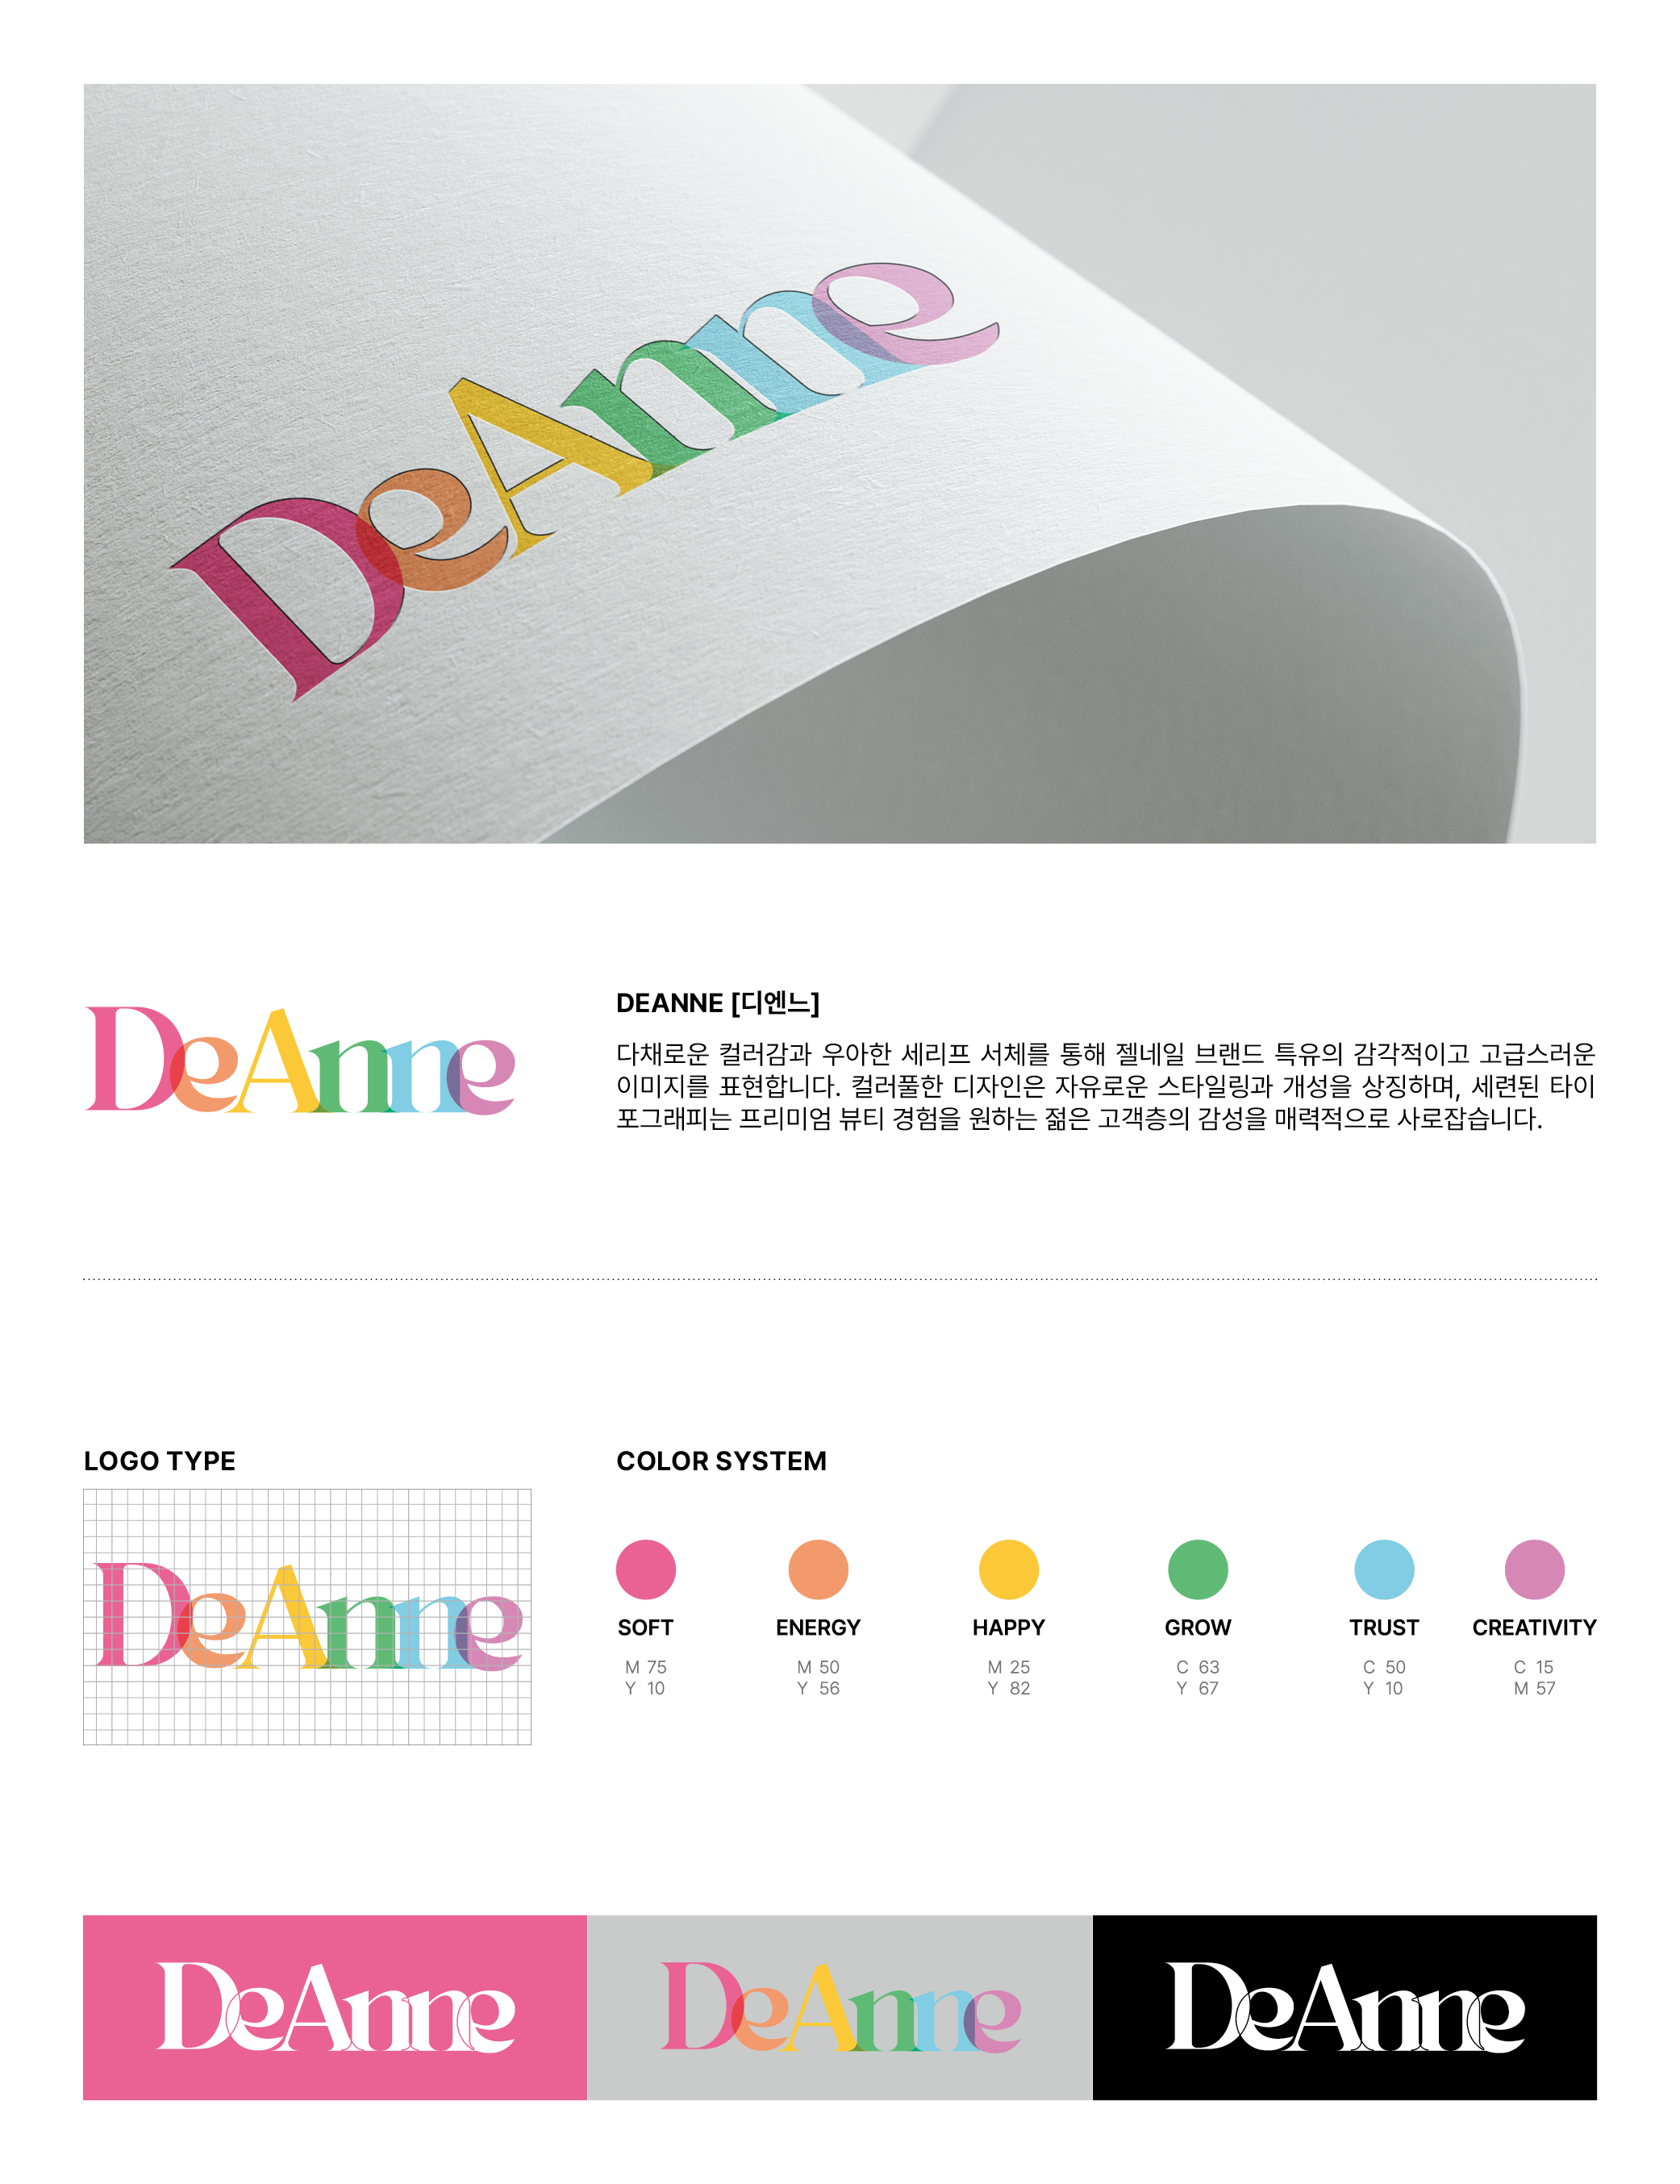 DeAnne
DeAnne
DEANNE [디엔느]
다채로운 컬러감과 우아한 세리프 서체를 통해 젤네일 브랜드 특유의 감각적이고 고급스러운
이미지를 표현합니다. 컬러풀한 디자인은 자유로운 스타일링과 개성을 상징하며, 세련된 타이
포그래피는 프리미엄 뷰티 경험을 원하는 젊은 고객층의 감성을 매력적으로 사로잡습니다.
LOGO TYPE
DeAnne
COLOR SYSTEM
SOFT ENERGY HAPPY GROW TRUST CREATIVITY
M 75 M 50 M 25 C 63 C 50 C 15
Y 10 Y 56 Y 82 Y 67 Y 10 M 57
DeAnne DeAnne DeAnne